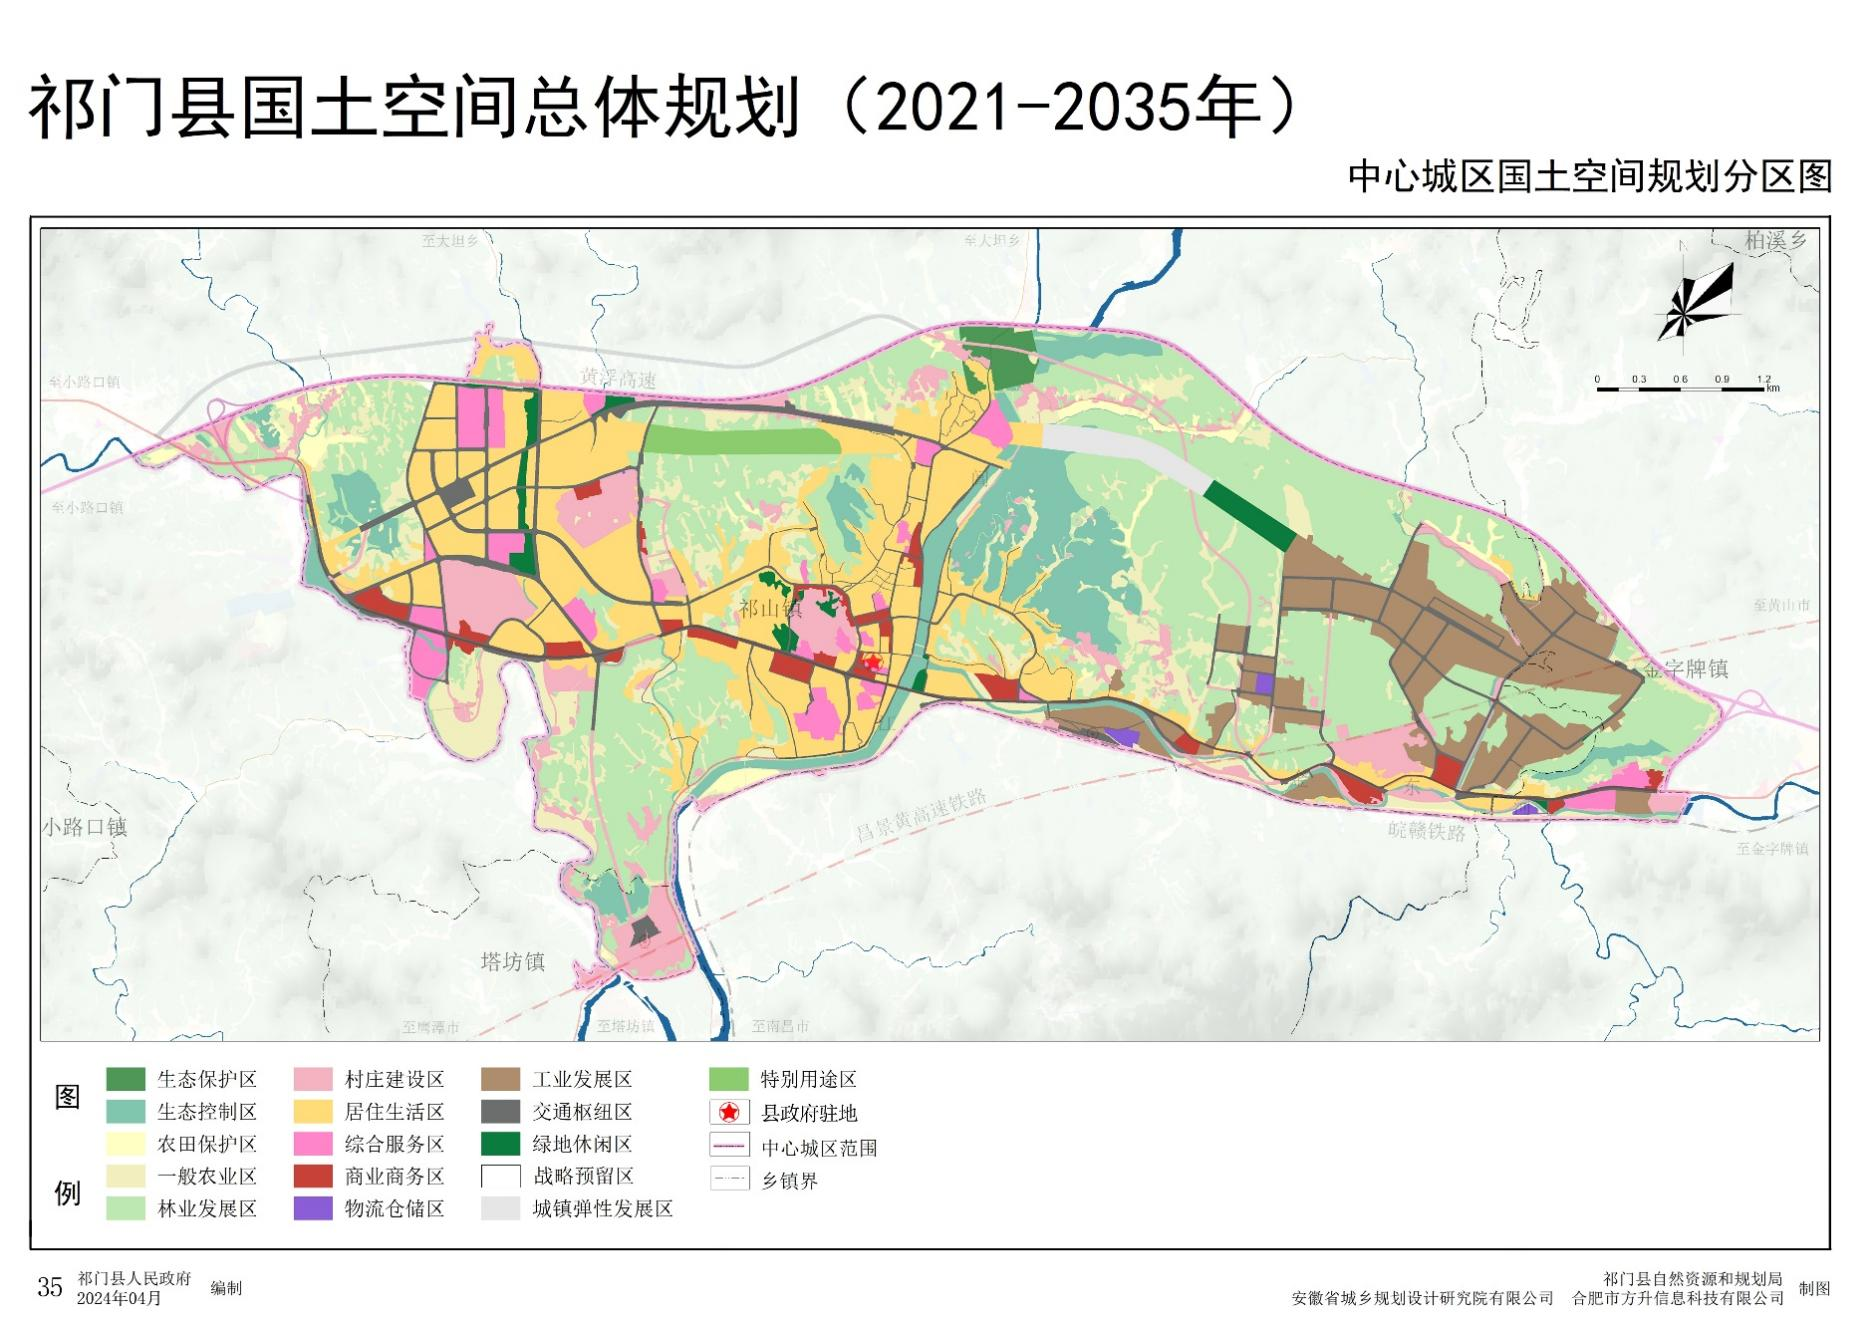 祁门县国土空间总体规划（2021-2035年）
中心城区国土空间规划分区图
至大坦乡
至大坦乡
柏溪乡
N
至小路口镇
黄浮高速
0 0.3 0.6 0.9 1.2
km
至小路口镇
阊
祁山镇
至黄山市
金字牌镇
江
金
东
小路口镇
昌景黄高速铁路
皖赣铁路
至金字牌镇
塔坊镇
至鹰潭市
至塔坊镇
至南昌市
图例
生态保护区
生态控制区
农田保护区
一般农业区
林业发展区
村庄建设区
居住生活区
综合服务区
商业商务区
物流仓储区
工业发展区
交通枢纽区
绿地休闲区
战略预留区
城镇弹性发展区
特别用途区
县政府驻地
中心城区范围
乡镇界
35
祁门县人民政府
2024年04月
编制
祁门县自然资源和规划局
安徽省城乡规划设计研究院有限公司 合肥市方升信息科技有限公司
制图